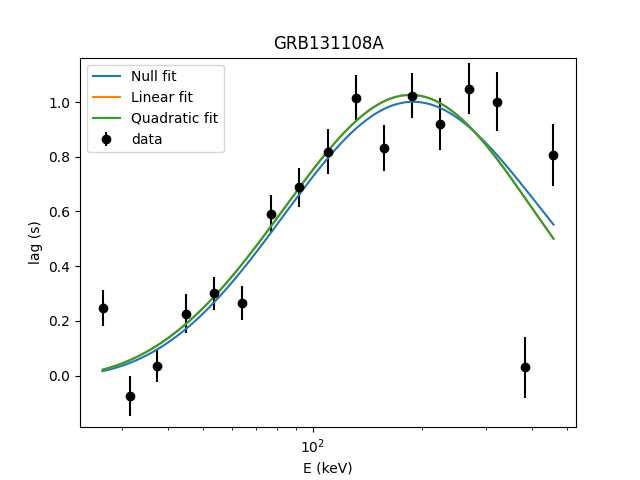 GRB131108A
Null fit
Linear fit
Quadratic fit
data
1.0
0.8
0.6
0.4
0.2
0.0
lag (s)
10²
E (keV)